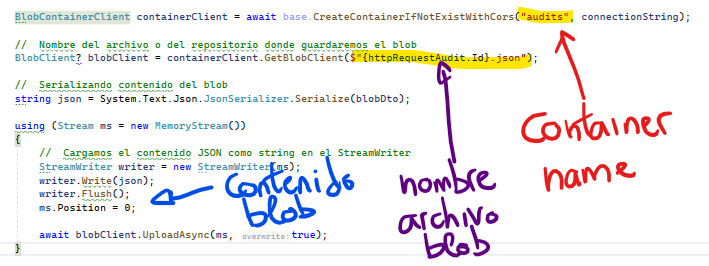 BlobContainerClient containerClient = await base.CreateContainerIfNotExistWithCors("audits", connectionString);
//  Nombre del archivo o del repositorio donde guardaremos el blob
BlobClient? blobClient = containerClient.GetBlobClient($"{httpRequestAudit.Id}.json");
//  Serializando contenido del blob
string json = System.Text.Json.JsonSerializer.Serialize(blobDto);
using (Stream ms = new MemoryStream())
{
//  Cargamos el contenido JSON como string en el StreamWriter
StreamWriter writer = new StreamWriter(ms);
writer.Write(json);
writer.Flush();
ms.Position = 0;
await blobClient.UploadAsync(ms, overwrite: true);
}
Container
name
contenido
blob
nombre
archivo
blob